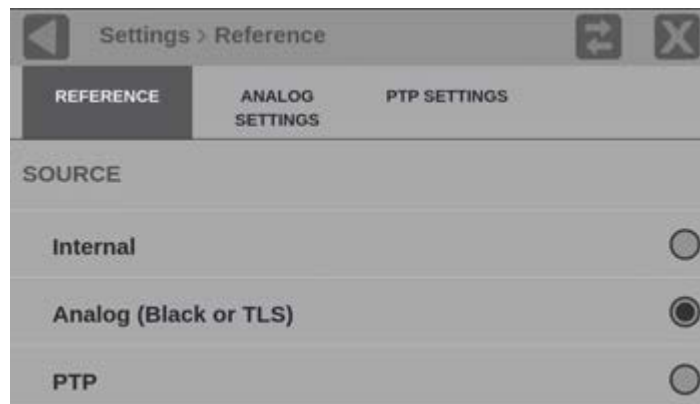 Settings > Reference
REFERENCE
ANALOG
SETTINGS
PTP SETTINGS
SOURCE
Internal
Analog (Black or TLS)
PTP